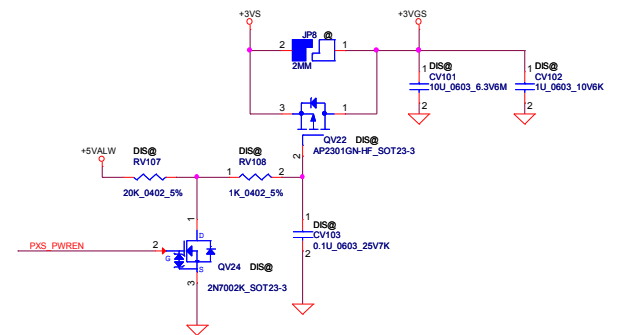 +3VS
+3VGS
JP8 @
2 1
2MM
DIS@
CV101
10U_0603_6.3V6M
1
2
DIS@
CV102
1U_0603_10V6K
1
2
3 1
QV22 DIS@
AP2301GN-HF_SOT23-3
2
+5VALW
DIS@
RV107
20K_0402_5%
DIS@
RV108
1 2
1K_0402_5%
1
DIS@
CV103
0.1U_0603_25V7K
2
1
D
PXS_PWREN
2
G
S
QV24 DIS@
3
2N7002K_SOT23-3